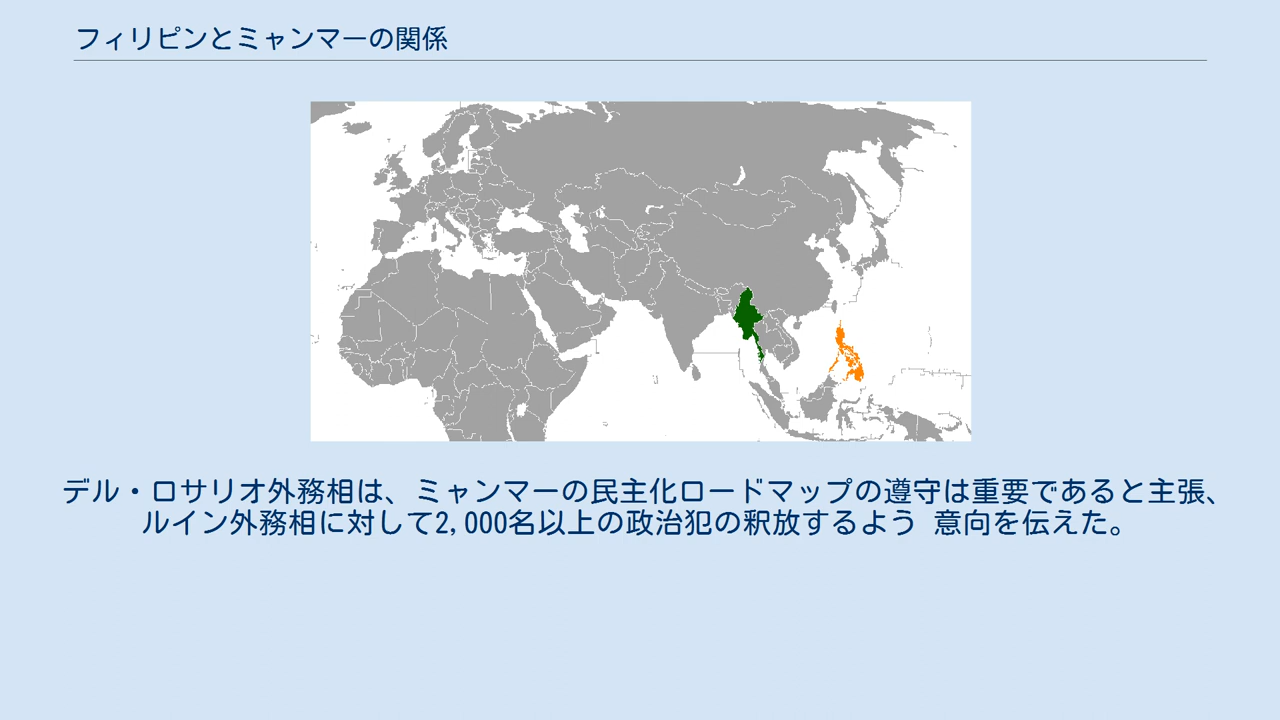 フィリピンとミャンマーの関係
デル・ロサリオ外務相は、ミャンマーの民主化ロードマップの遵守は重要であると主張、
ルイン外務相に対して2,000名以上の政治犯の釈放するよう 意向を伝えた。